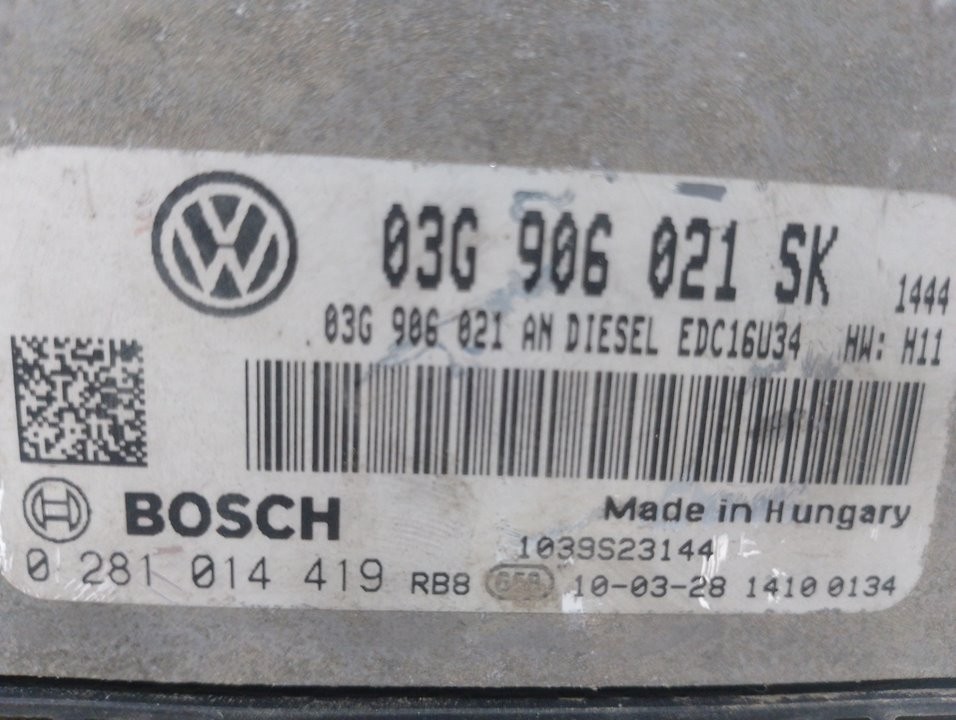 03G 906 021 SK 1444
03G 906 021 AN DIESEL EDC16U34 HW: H11
BOSCH Made in Hungary
1039S23144
0 281 014 419 RB8 10-03-28 1410 0134